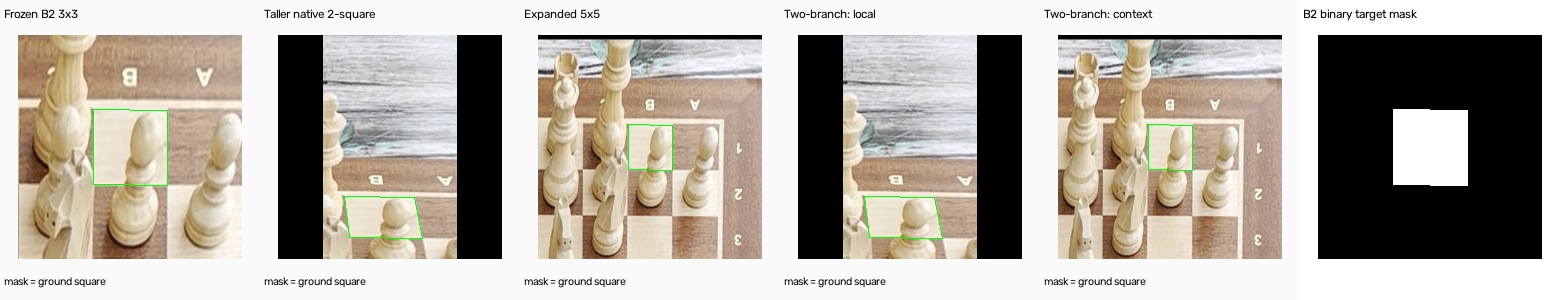 Frozen B2 3x3
Taller native 2-square
Expanded 5x5
Two-branch: local
Two-branch: context
B2 binary target mask
B A
B A
B A
1
2
3
B A
B A
1
2
3
mask = ground square
mask = ground square
mask = ground square
mask = ground square
mask = ground square